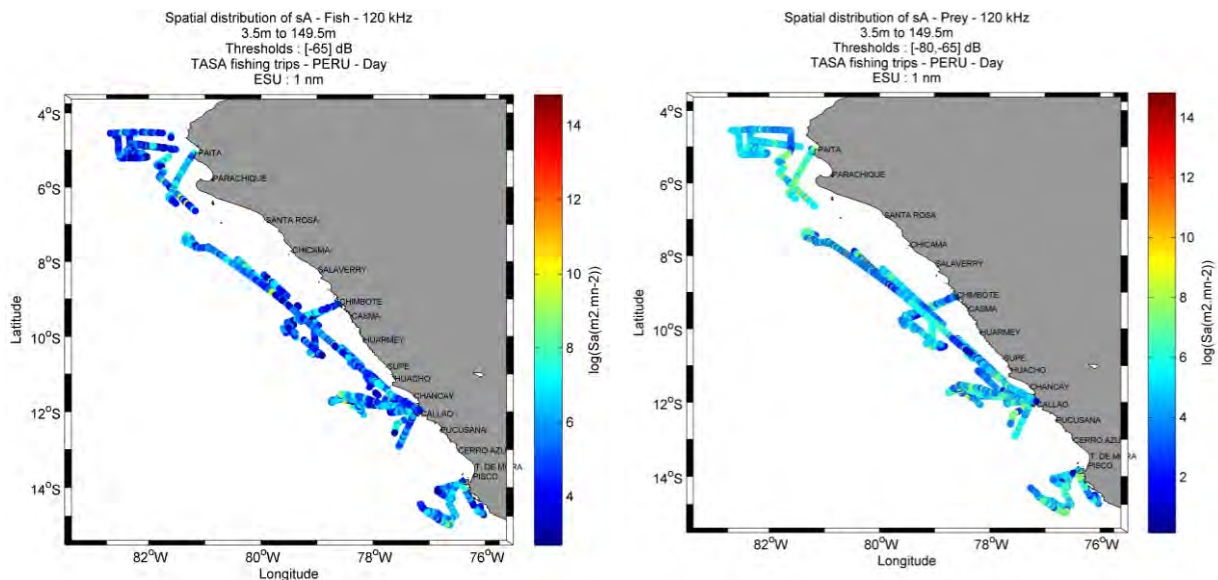 Spatial distribution of sA - Fish - 120 kHz
3.5m to 149.5m
Thresholds : [-65] dB
TASA fishing trips - PERU - Day
ESU : 1 nm
4°S
6°S
8°S
10°S
12°S
14°S
Latitude
82°W
80°W
78°W
76°W
Longitude
PAITA
PARACHIQUE
SANTA ROSA
CHICAMA
SALAVERRY
CHIMBOTE
CASMA
HUARMEY
SUPE
HUACHO
CHANCAY
CALLAO
PUCUSANA
CERRO AZU
T. DE MORA
PISCO
14
12
10
8
6
4
log(Sa(m2.mn-2))
Spatial distribution of sA - Prey - 120 kHz
3.5m to 149.5m
Thresholds : [-80,-65] dB
TASA fishing trips - PERU - Day
ESU : 1 nm
4°S
6°S
8°S
10°S
12°S
14°S
Latitude
82°W
80°W
78°W
76°W
Longitude
PAITA
PARACHIQUE
SANTA ROSA
CHICAMA
SALAVERRY
CHIMBOTE
CASMA
HUARMEY
SUPE
HUACHO
CHANCAY
CALLAO
PUCUSANA
CERRO AZU
T. DE MORA
PISCO
14
12
10
8
6
4
2
log(Sa(m2.mn-2))